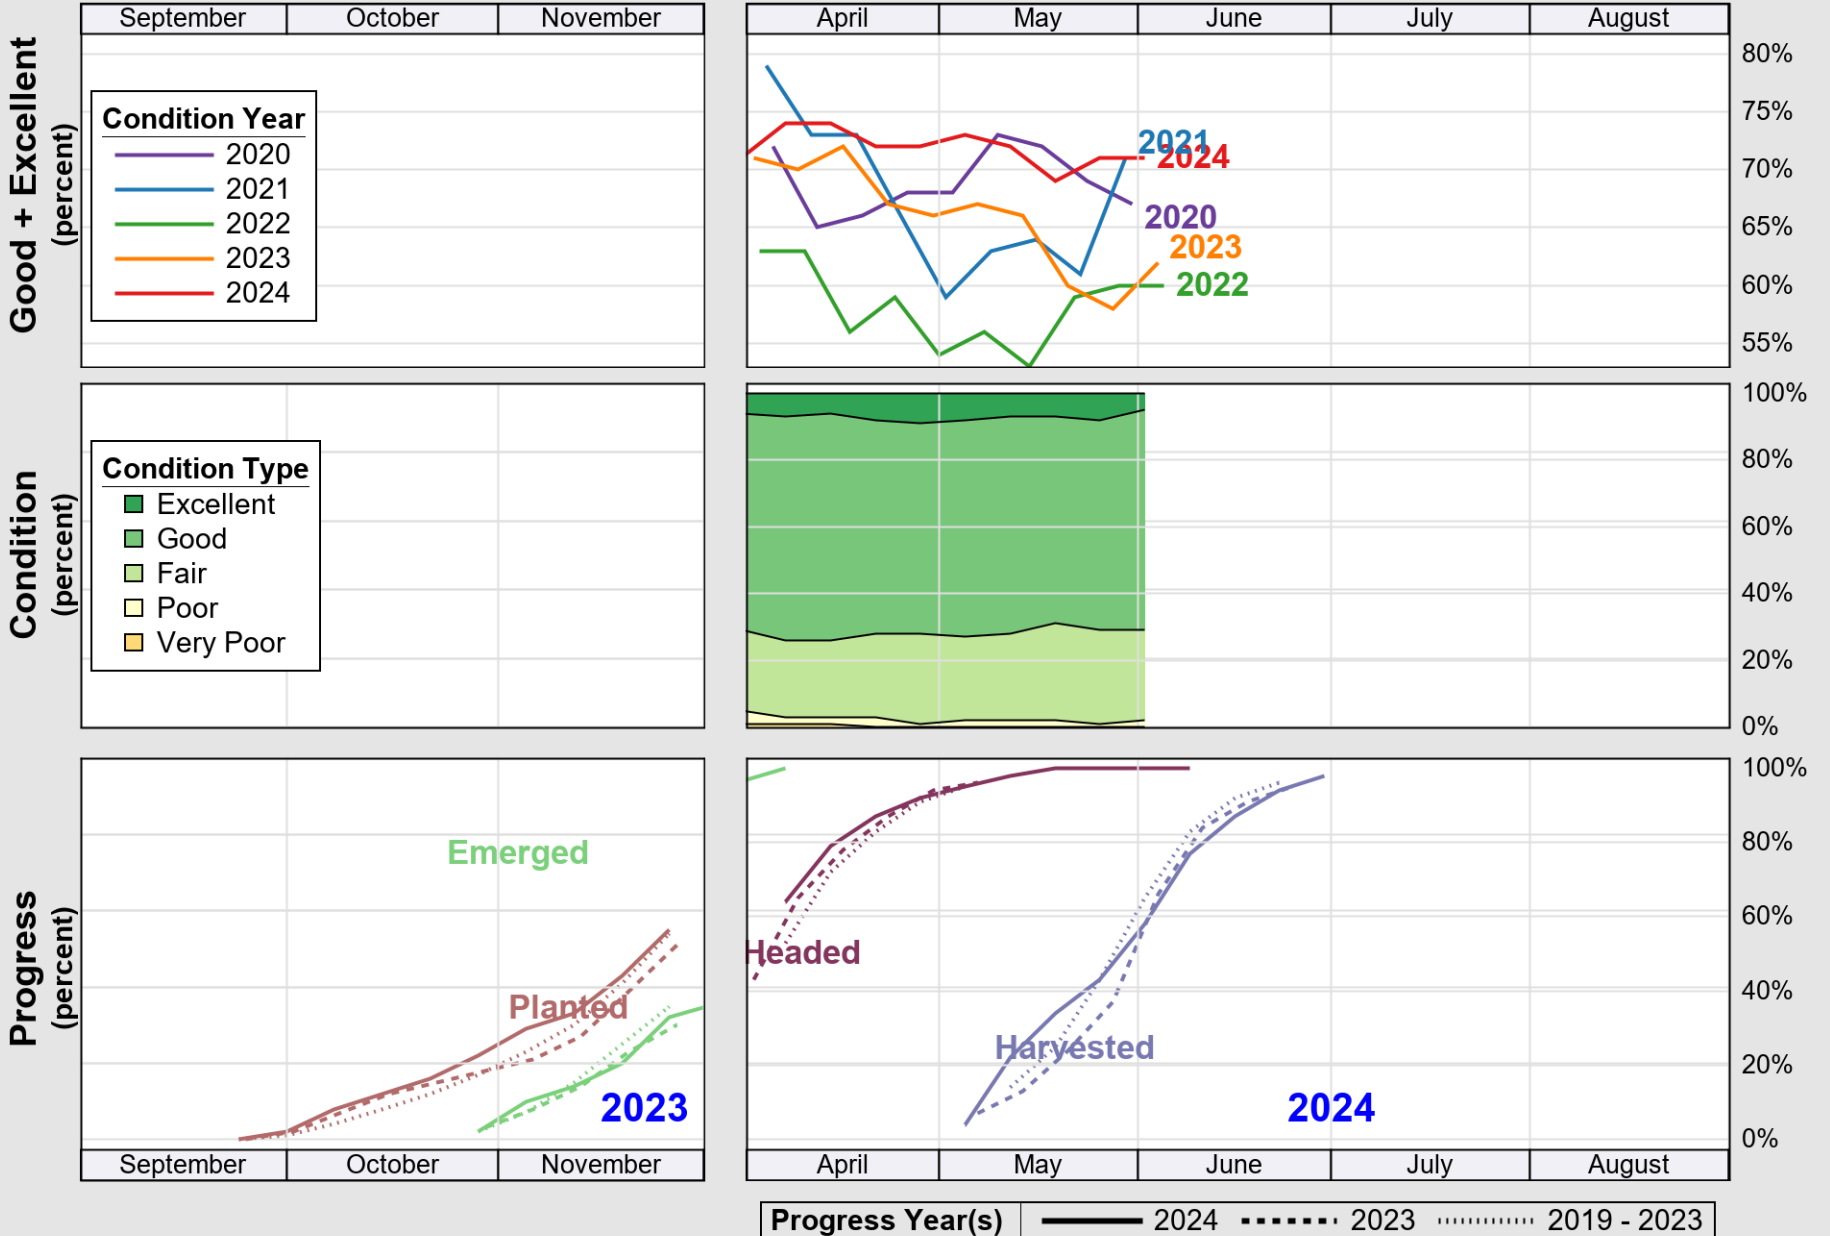 September October November April May June July August
Good + Excellent
(percent)
Condition Year
2020
2021
2022
2023
2024
80%
75%
70%
65%
60%
55%
2021
2024
2020
2023
2022
Condition
(percent)
Condition Type
Excellent
Good
Fair
Poor
Very Poor
100%
80%
60%
40%
20%
0%
Progress
(percent)
Emerged
Planted
2023
Headed
Harvested
2024
100%
80%
60%
40%
20%
0%
September October November April May June July August
Progress Year(s) 2024 2023 2019 - 2023